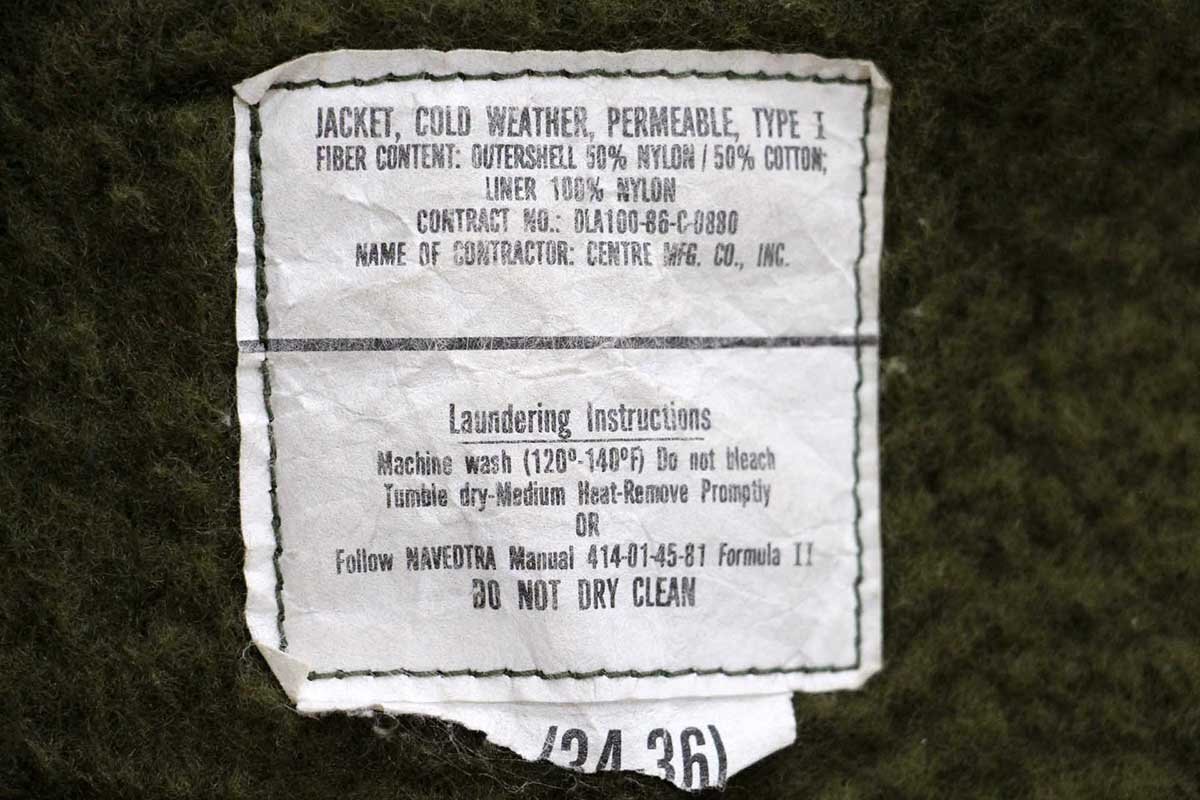 JACKET, COLD WEATHER, PERMEABLE, TYPE I
FIBER CONTENT: OUTERSHELL 50% NYLON / 50% COTTON;
LINER 100% NYLON
CONTRACT NO.: DLA100-86-C-0880
NAME OF CONTRACTOR: CENTRE MFG. CO., INC.
Laundering Instructions
Machine wash (120º-140ºF) Do not bleach
Tumble dry-Medium Heat-Remove Promptly
OR
Follow NAVEDTRA Manual 414-01-45-81 Formula II
DO NOT DRY CLEAN
(34-36)